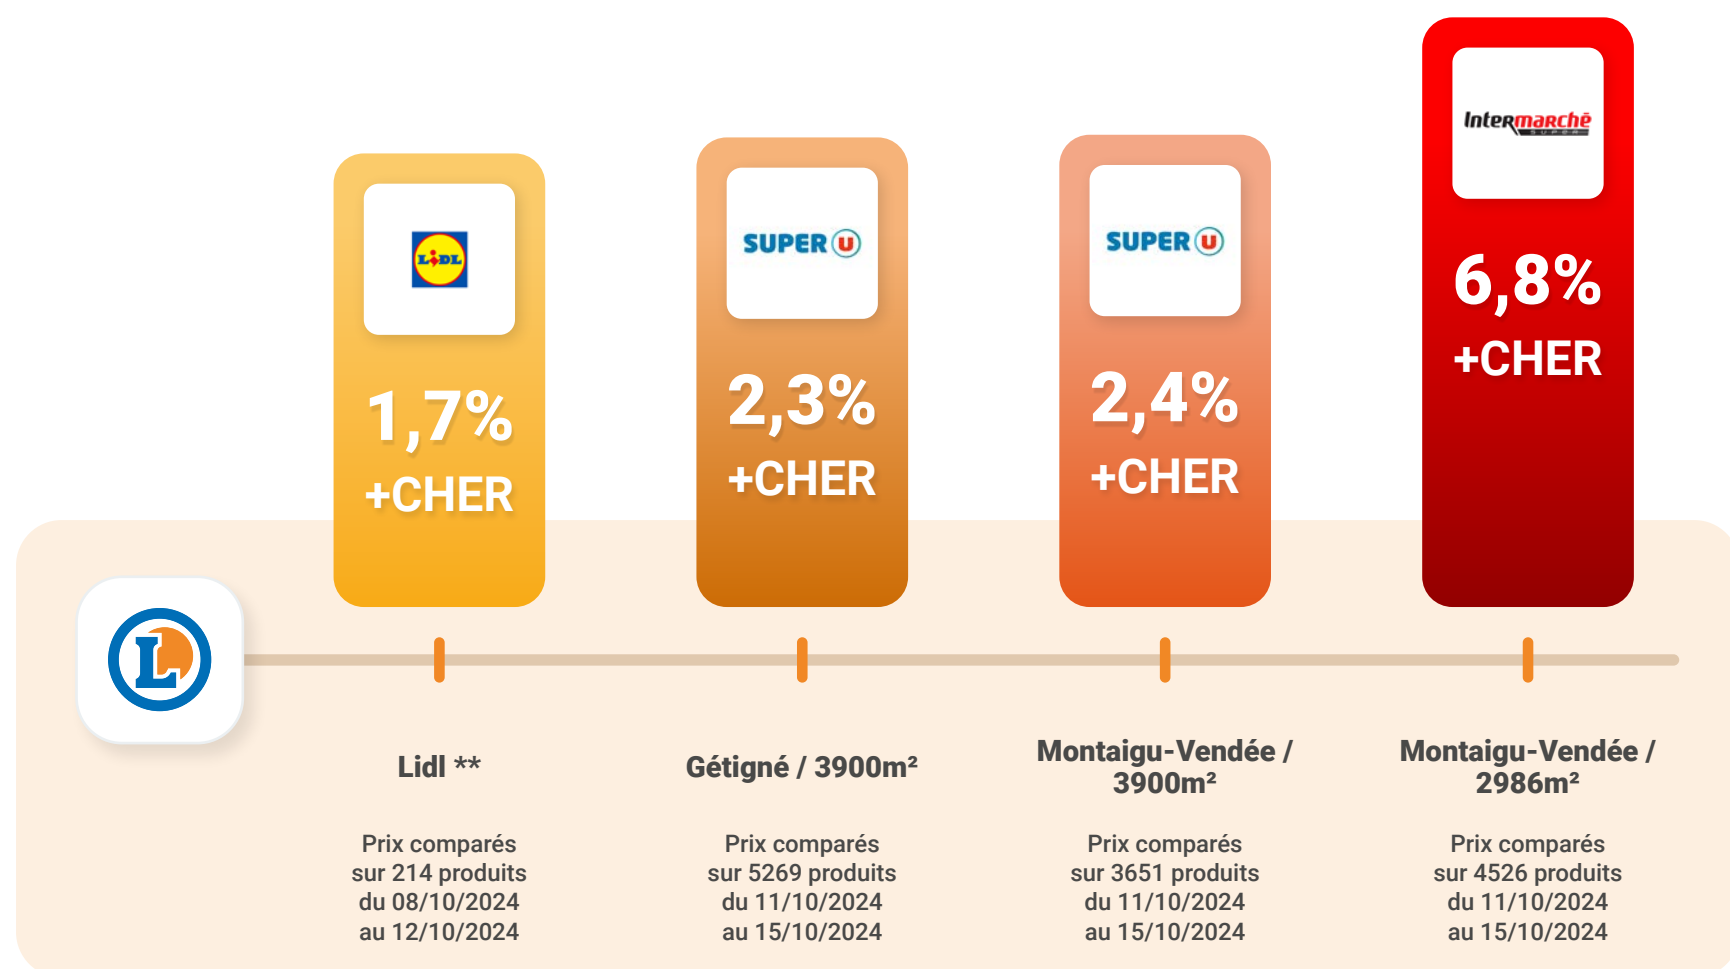 LIDL
1,7%
+CHER
SUPER U
2,3%
+CHER
SUPER U
2,4%
+CHER
Intermarchē
SUPER
6,8%
+CHER
L
Lidl **
Prix comparés
sur 214 produits
du 08/10/2024
au 12/10/2024
Gétigné / 3900m²
Prix comparés
sur 5269 produits
du 11/10/2024
au 15/10/2024
Montaigu-Vendée /
3900m²
Prix comparés
sur 3651 produits
du 11/10/2024
au 15/10/2024
Montaigu-Vendée /
2986m²
Prix comparés
sur 4526 produits
du 11/10/2024
au 15/10/2024